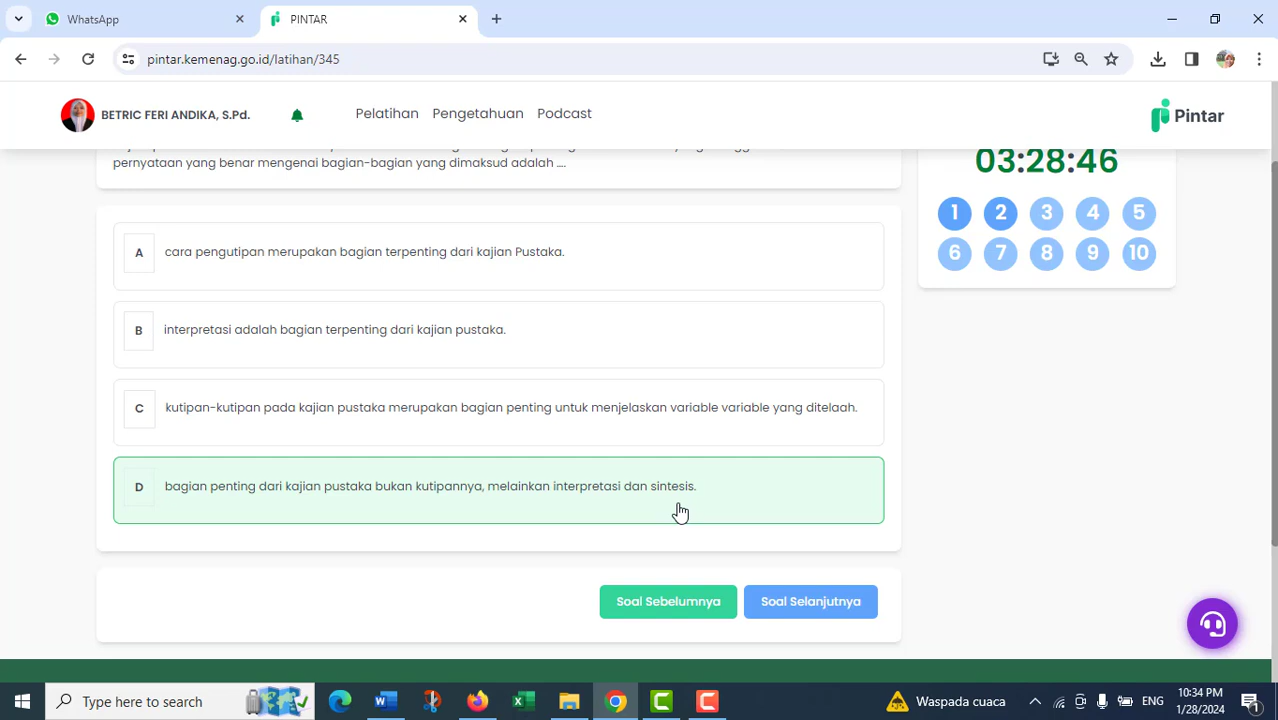 WhatsApp
PINTAR
pintar.kemenag.go.id/latihan/345
BETRIC FERI ANDIKA, S.Pd.
Pelatihan Pengetahuan Podcast
Pintar
pernyataan yang benar mengenai bagian-bagian yang dimaksud adalah ....
03:28:46
1 2 3 4 5
6 7 8 9 10
A cara pengutipan merupakan bagian terpenting dari kajian Pustaka.
B interpretasi adalah bagian terpenting dari kajian pustaka.
C kutipan-kutipan pada kajian pustaka merupakan bagian penting untuk menjelaskan variable variable yang ditelaah.
D bagian penting dari kajian pustaka bukan kutipannya, melainkan interpretasi dan sintesis.
Soal Sebelumnya Soal Selanjutnya
Type here to search
Waspada cuaca
ENG
10:34 PM
1/28/2024
1